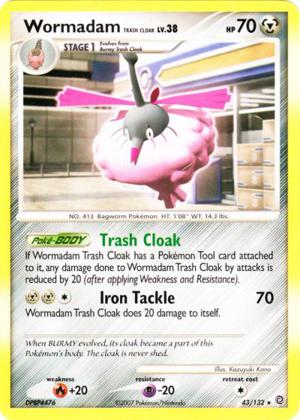 Wormadam TRASH CLOAK LV.38 HP 70
STAGE 1 Evolves from
Burmy Trash Cloak
NO. 413 Bagworm Pokémon HT: 1'08" WT: 14.3 lbs.
Poké-BODY Trash Cloak
If Wormadam Trash Cloak has a Pokémon Tool card attached
to it, any damage done to Wormadam Trash Cloak by attacks is
reduced by 20 (after applying Weakness and Resistance).
Iron Tackle 70
Wormadam Trash Cloak does 20 damage to itself.
When BURMY evolved, its cloak became a part of this
Pokémon's body. The cloak is never shed.
Illus. Kazuyuki Kano
weakness resistance retreat cost
+20 -20
©2007 Pokémon/Nintendo 43/132